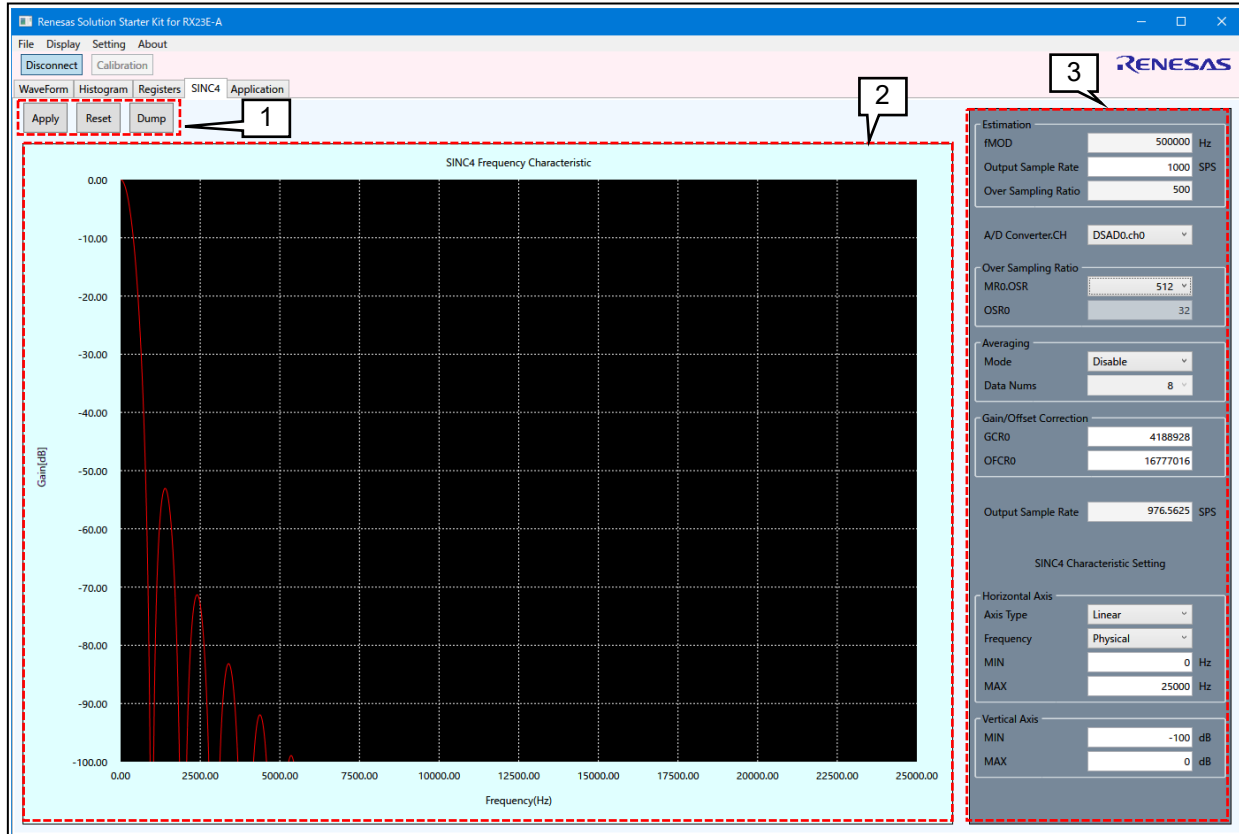 Renesas Solution Starter Kit for RX23E-A
File Display Setting About
Disconnect Calibration
RENESAS
WaveForm Histogram Registers SINC4 Application
Apply Reset Dump
1
2
3
SINC4 Frequency Characteristic
Gain[dB]
0.00
-10.00
-20.00
-30.00
-40.00
-50.00
-60.00
-70.00
-80.00
-90.00
-100.00
0.00 2500.00 5000.00 7500.00 10000.00 12500.00 15000.00 17500.00 20000.00 22500.00 25000.00
Frequency(Hz)
Estimation
fMOD 500000 Hz
Output Sample Rate 1000 SPS
Over Sampling Ratio 500
A/D Converter.CH DSAD0.ch0
Over Sampling Ratio
MR0.OSR 512
OSR0 32
Averaging
Mode Disable
Data Nums 8
Gain/Offset Correction
GCR0 4188928
OFCR0 16777016
Output Sample Rate 976.5625 SPS
SINC4 Characteristic Setting
Horizontal Axis
Axis Type Linear
Frequency Physical
MIN 0 Hz
MAX 25000 Hz
Vertical Axis
MIN -100 dB
MAX 0 dB